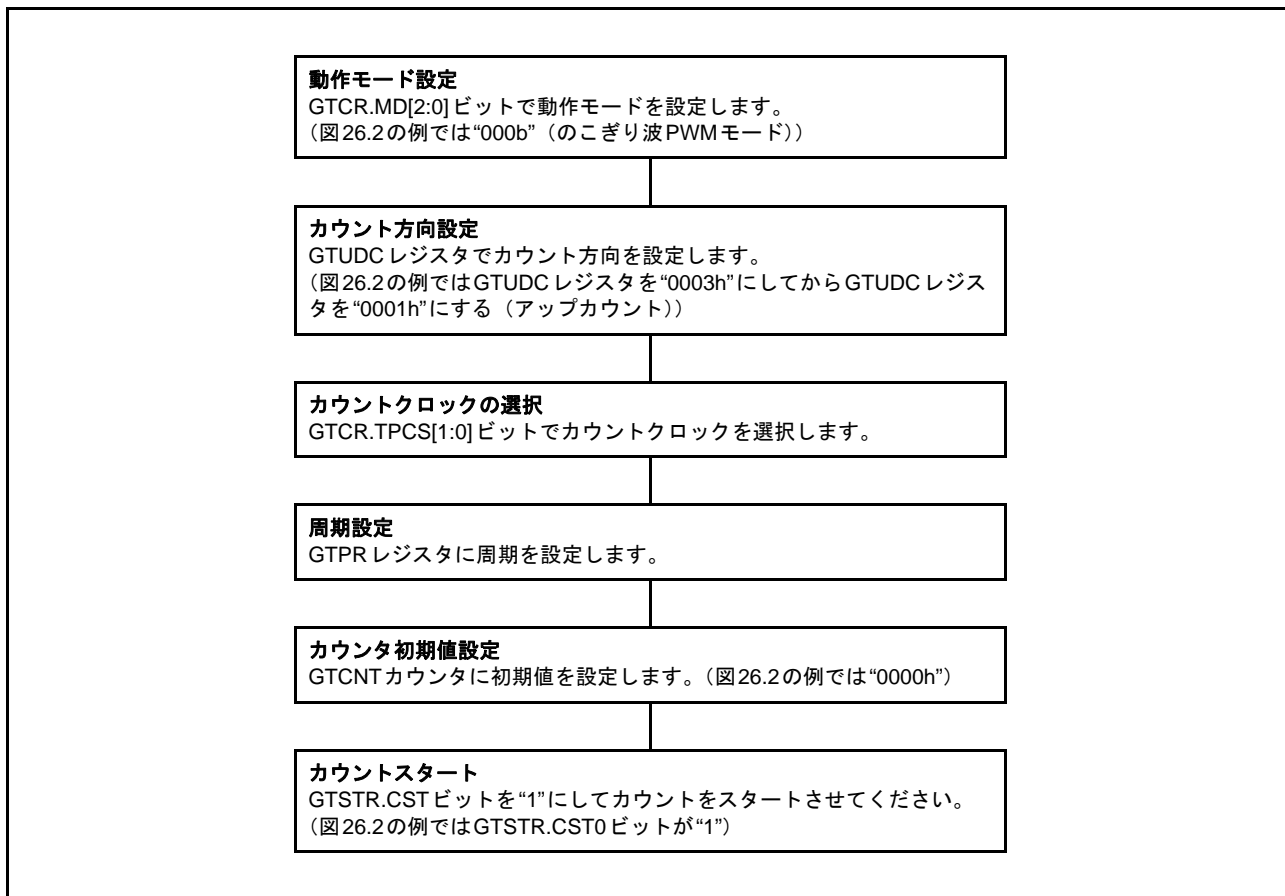 動作モード設定
GTCR.MD[2:0]ビットで動作モードを設定します。
（図26.2の例では“000b”（のこぎり波PWMモード））
カウント方向設定
GTUDCレジスタでカウント方向を設定します。
（図26.2の例ではGTUDCレジスタを“0003h”にしてからGTUDCレジス
タを“0001h”にする（アップカウント））
カウントクロックの選択
GTCR.TPCS[1:0]ビットでカウントクロックを選択します。
周期設定
GTPRレジスタに周期を設定します。
カウンタ初期値設定
GTCNTカウンタに初期値を設定します。（図26.2の例では“0000h”）
カウントスタート
GTSTR.CSTビットを“1”にしてカウントをスタートさせてください。
（図26.2の例ではGTSTR.CST0ビットが“1”）